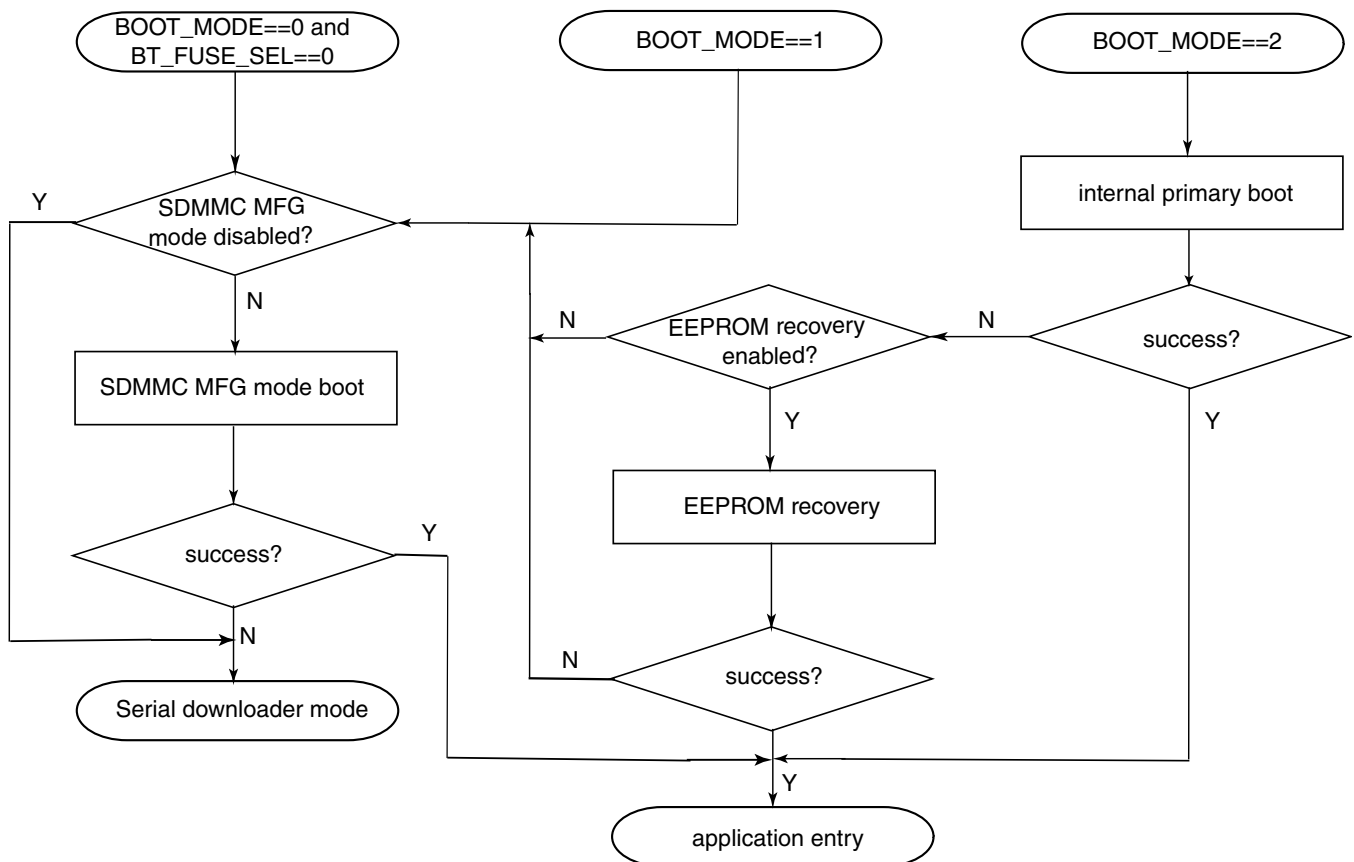 BOOT_MODE==0 and
BT_FUSE_SEL==0
BOOT_MODE==1
BOOT_MODE==2
Y
SDMMC MFG
mode disabled?
internal primary boot
N
N
EEPROM recovery
enabled?
N
success?
SDMMC MFG mode boot
Y
Y
EEPROM recovery
success?
Y
N
N
success?
Serial downloader mode
Y
application entry